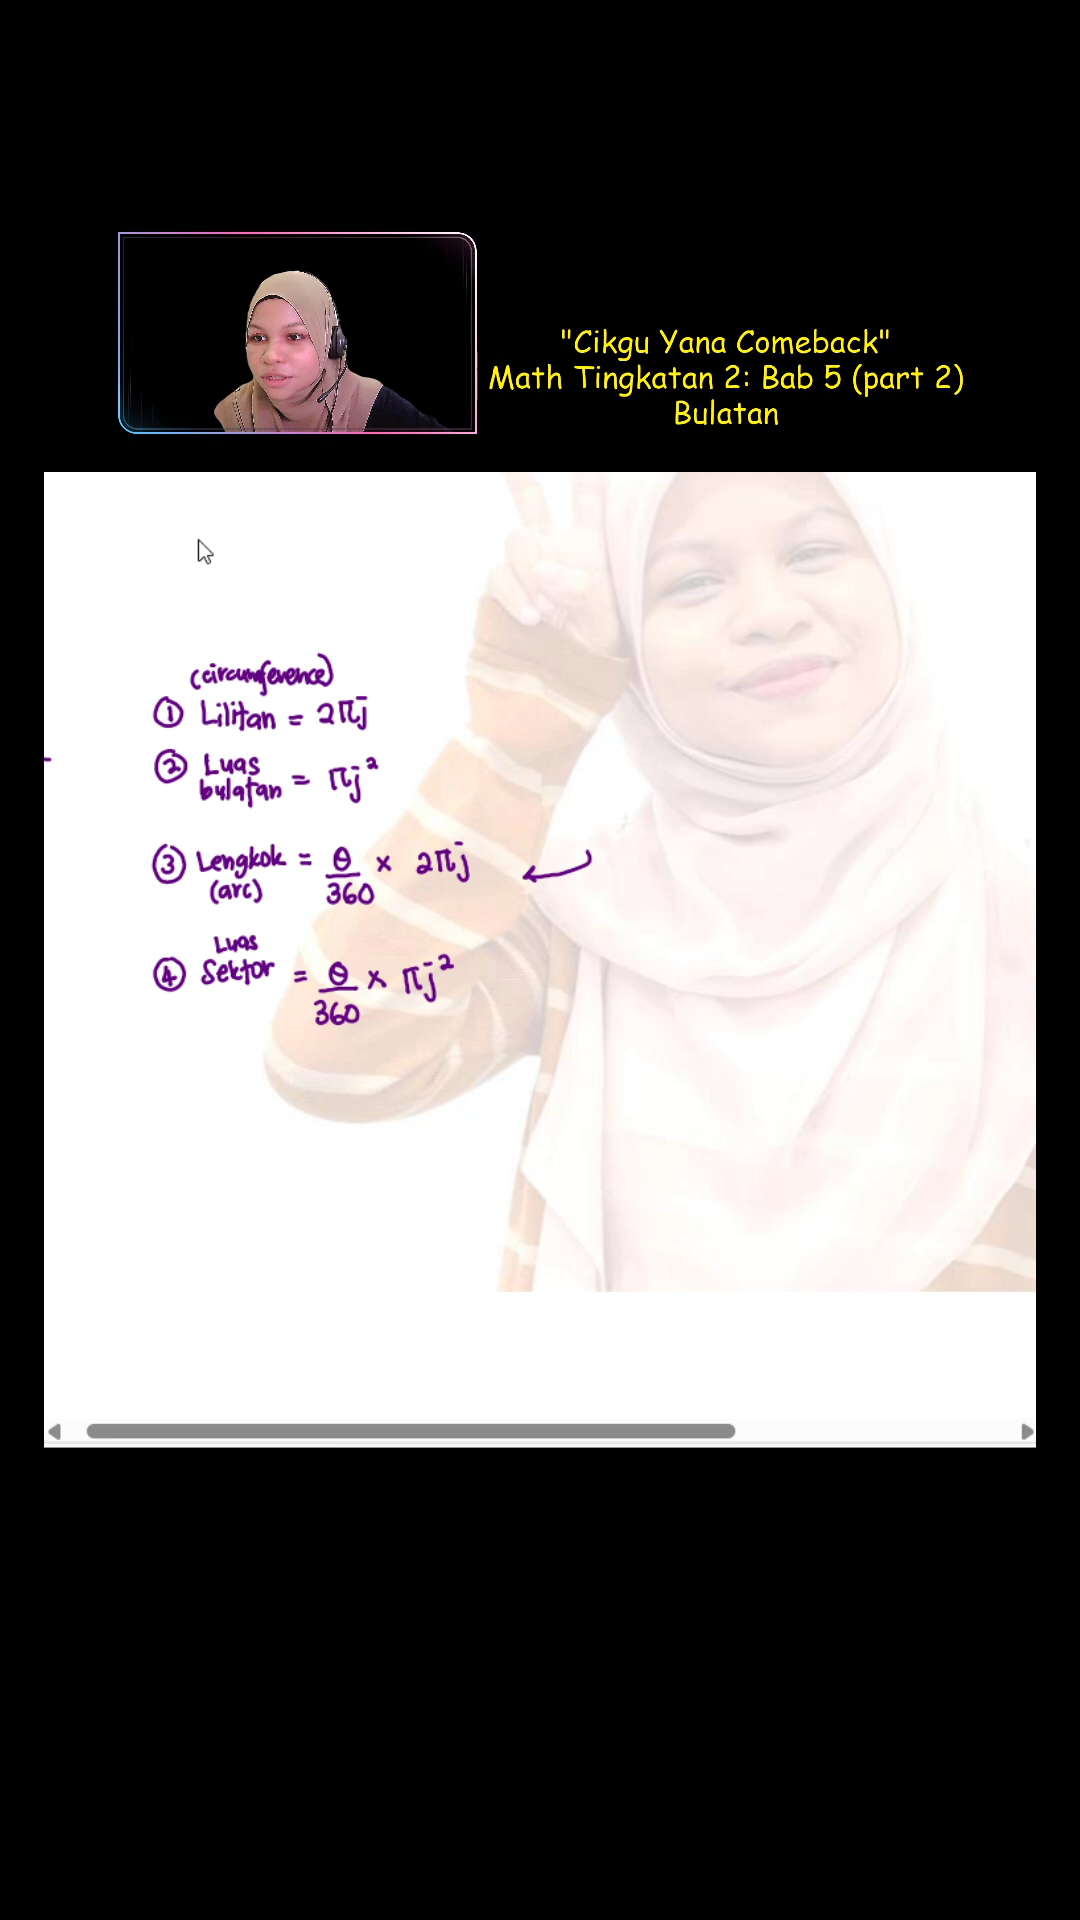 "Cikgu Yana Comeback"
Math Tingkatan 2: Bab 5 (part 2)
Bulatan
(circumference)
① Lilitan = 2πj
② Luas bulatan = πj²
③ Lengkok (arc) = θ/360 × 2πj
④ Luas Sektor = θ/360 × πj²